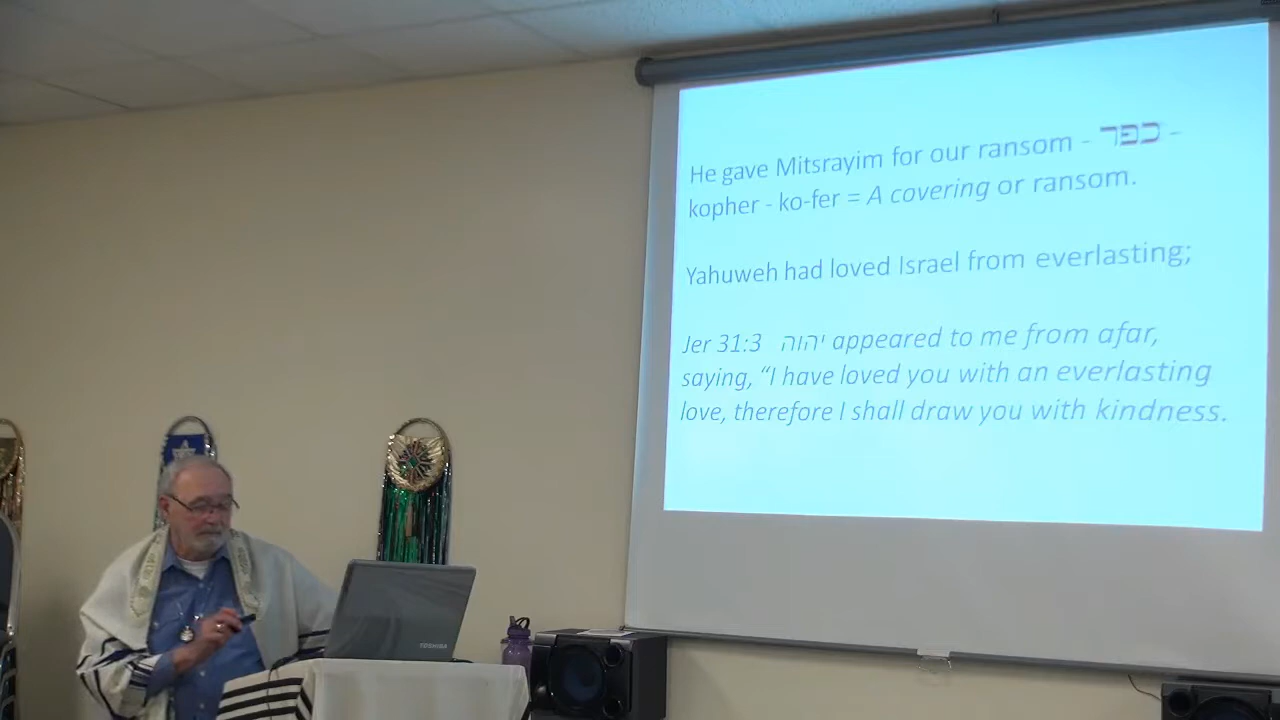 He gave Mitsrayim for our ransom - כפר -
kopher - ko-fer = A covering or ransom.
Yahuweh had loved Israel from everlasting;
Jer 31:3 יהוה appeared to me from afar,
saying, “I have loved you with an everlasting
love, therefore I shall draw you with kindness.
TOSHIBA